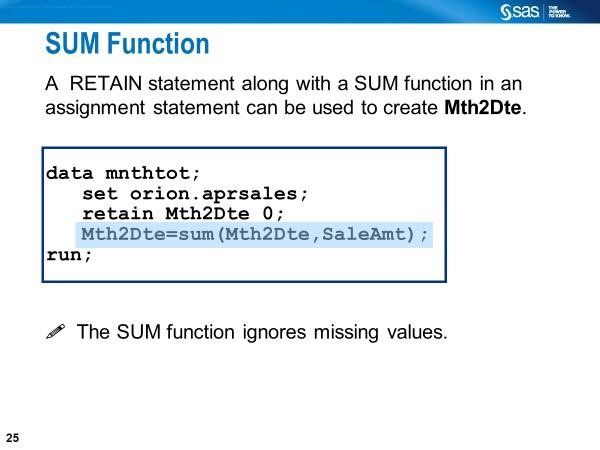 sas THE POWER TO KNOW.
SUM Function
A RETAIN statement along with a SUM function in an
assignment statement can be used to create Mth2Dte.
data mnthtot;
set orion.aprsales;
retain Mth2Dte 0;
Mth2Dte=sum(Mth2Dte,SaleAmt);
run;
The SUM function ignores missing values.
25